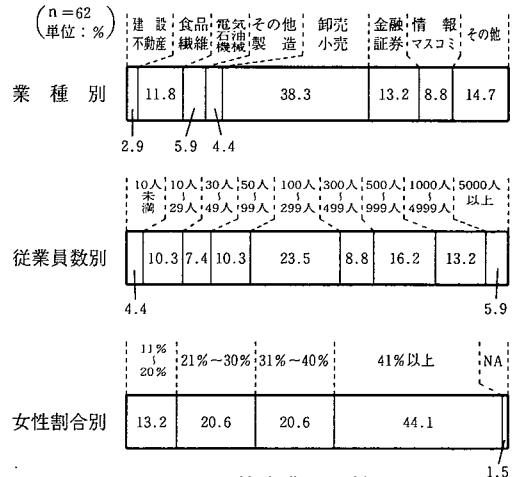 (n=62
単位：%)
建設
不動産
食品
繊維
電気
石油
機械
その他
製造
卸売
小売
金融
証券
情報
マスコミ
その他
業種別
11.8
38.3
13.2
8.8
14.7
2.9
5.9
4.4
10人
未
満
10人
〜
29人
30人
〜
49人
50人
〜
99人
100人
〜
299人
300人
〜
499人
500人
〜
999人
1000人
〜
4999人
5000人
以上
従業員数別
10.3
7.4
10.3
23.5
8.8
16.2
13.2
4.4
5.9
11%
〜
20%
21%〜30%
31%〜40%
41%以上
NA
女性割合別
13.2
20.6
20.6
44.1
1.5